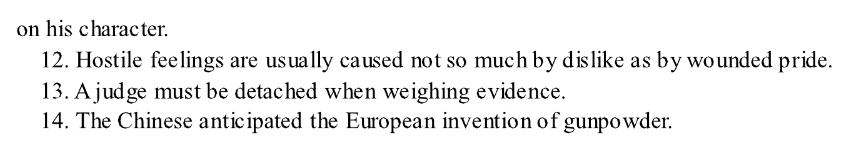 on his character.
12. Hostile feelings are usually caused not so much by dislike as by wounded pride.
13. A judge must be detached when weighing evidence.
14. The Chinese anticipated the European invention of gunpowder.